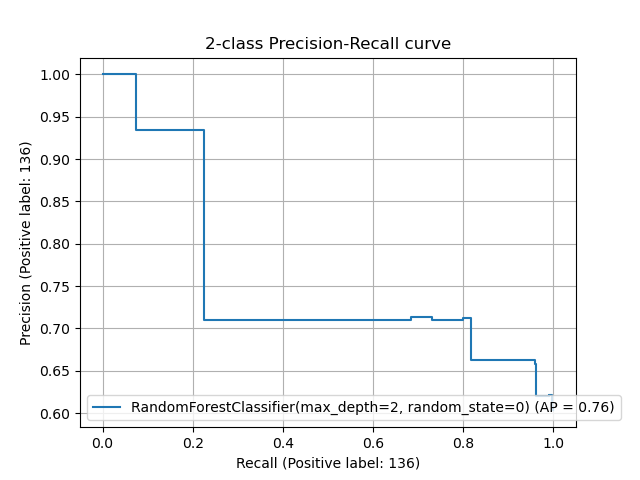 2-class Precision-Recall curve
1.00
0.95
0.90
0.85
0.80
0.75
0.70
0.65
0.60
Precision (Positive label: 136)
RandomForestClassifier(max_depth=2, random_state=0) (AP = 0.76)
0.0 0.2 0.4 0.6 0.8 1.0
Recall (Positive label: 136)